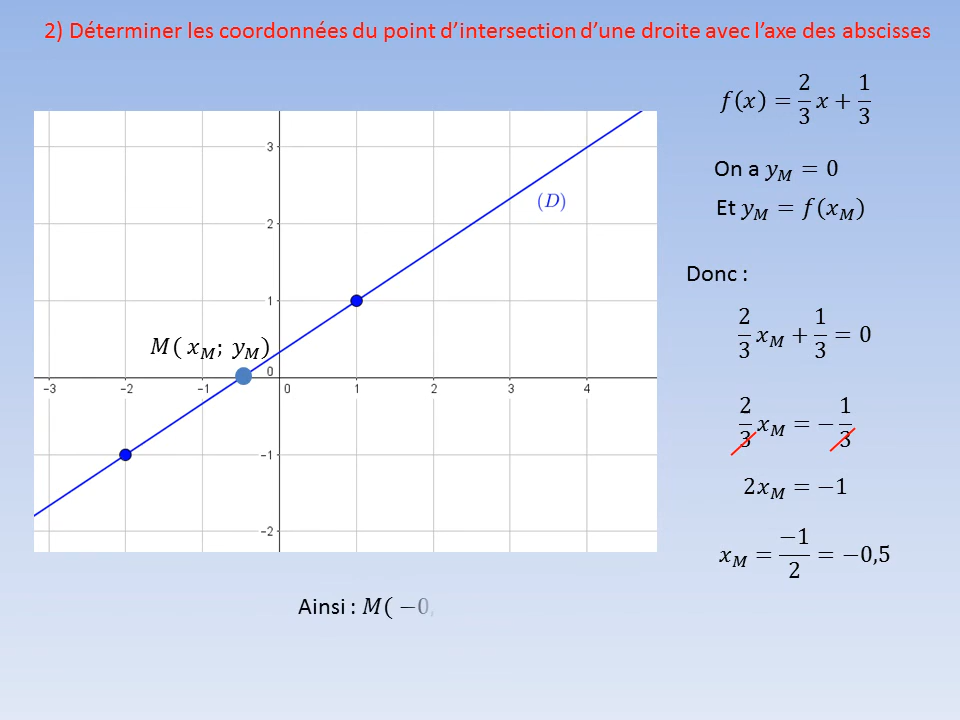 2) Déterminer les coordonnées du point d’intersection d’une droite avec l’axe des abscisses
f(x) = 2/3 x + 1/3
On a y_M = 0
Et y_M = f(x_M)
Donc :
2/3 x_M + 1/3 = 0
2/3 x_M = −1/3
2x_M = −1
x_M = −1/2 = −0,5
3
(D)
2
1
M( x_M; y_M)
0
−3 −2 −1 0 1 2 3 4
−1
−2
Ainsi : M( −0,